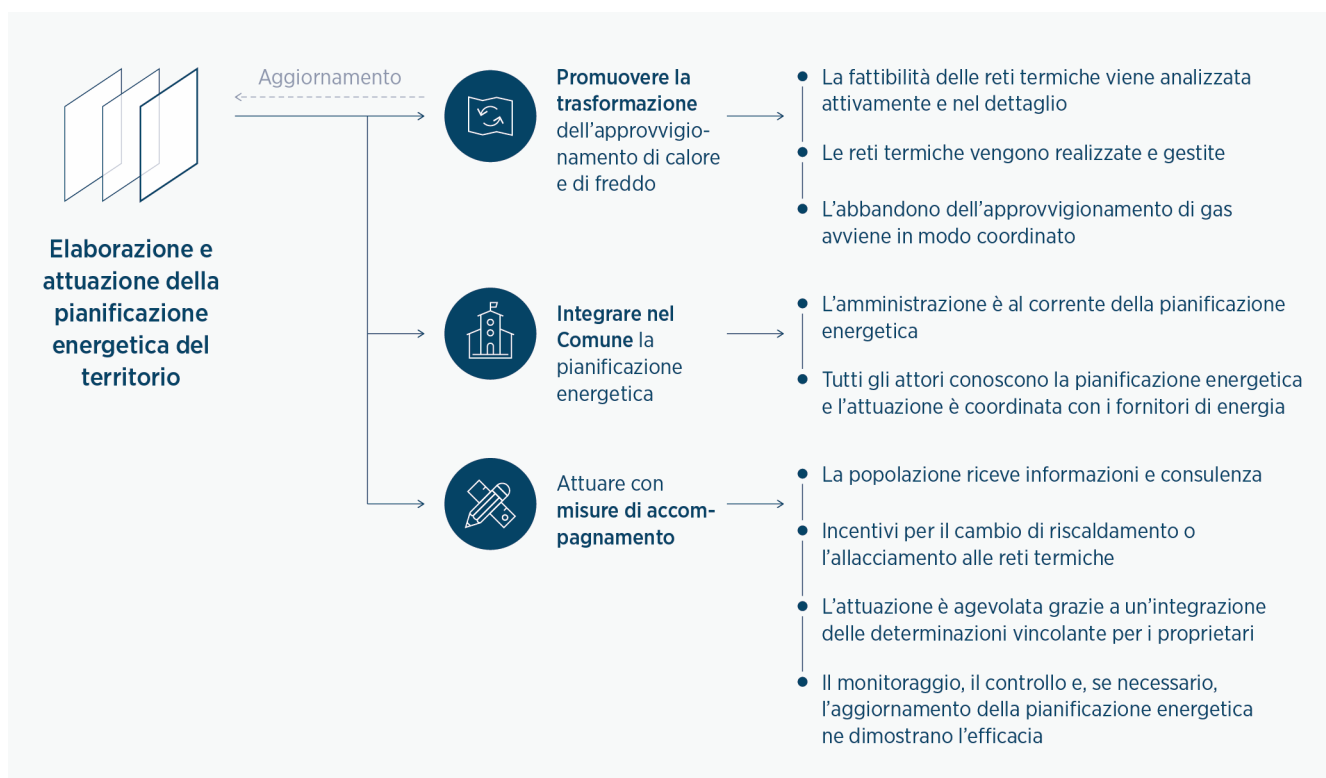 Aggiornamento
Elaborazione e
attuazione della
pianificazione
energetica del
territorio
Promuovere la
trasformazione
dell'approvvigio-
namento di calore
e di freddo
La fattibilità delle reti termiche viene analizzata
attivamente e nel dettaglio
Le reti termiche vengono realizzate e gestite
L'abbandono dell'approvvigionamento di gas
avviene in modo coordinato
Integrare nel
Comune la
pianificazione
energetica
L'amministrazione è al corrente della pianificazione
energetica
Tutti gli attori conoscono la pianificazione energetica
e l'attuazione è coordinata con i fornitori di energia
Attuare con
misure di accom-
pagnamento
La popolazione riceve informazioni e consulenza
Incentivi per il cambio di riscaldamento o
l'allacciamento alle reti termiche
L'attuazione è agevolata grazie a un'integrazione
delle determinazioni vincolante per i proprietari
Il monitoraggio, il controllo e, se necessario,
l'aggiornamento della pianificazione energetica
ne dimostrano l'efficacia